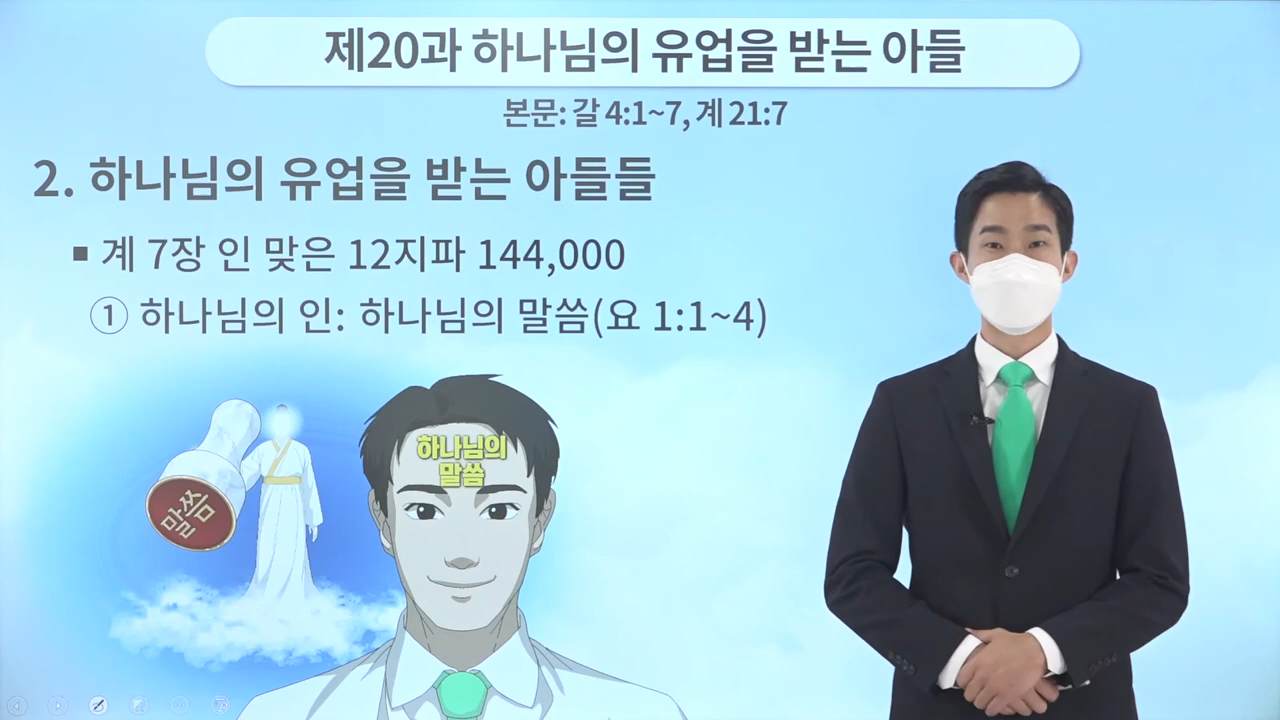 제20과 하나님의 유업을 받는 아들
본문: 갈 4:1~7, 계 21:7
2. 하나님의 유업을 받는 아들들
▪ 계 7장 인 맞은 12지파 144,000
① 하나님의 인: 하나님의 말씀(요 1:1~4)
하나님의
말씀
말씀